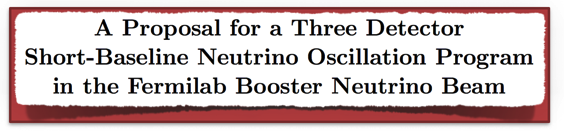 A Proposal for a Three Detector
Short-Baseline Neutrino Oscillation Program
in the Fermilab Booster Neutrino Beam